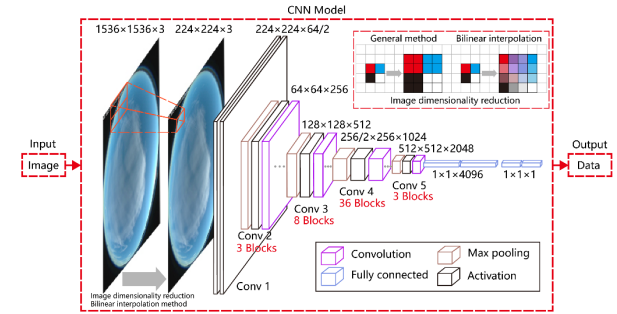 CNN Model
1536×1536×3
224×224×3
224×224×64/2
General method
Bilinear interpolation
Image dimensionality reduction
64×64×256
128×128×512
256/2×256×1024
512×512×2048
1×1×4096
1×1×1
Input
Image
Output
Data
Conv 5
3 Blocks
Conv 4
36 Blocks
Conv 3
8 Blocks
Conv 2
3 Blocks
Conv 1
Image dimensionality reduction
Bilinear interpolation method
Convolution
Max pooling
Fully connected
Activation